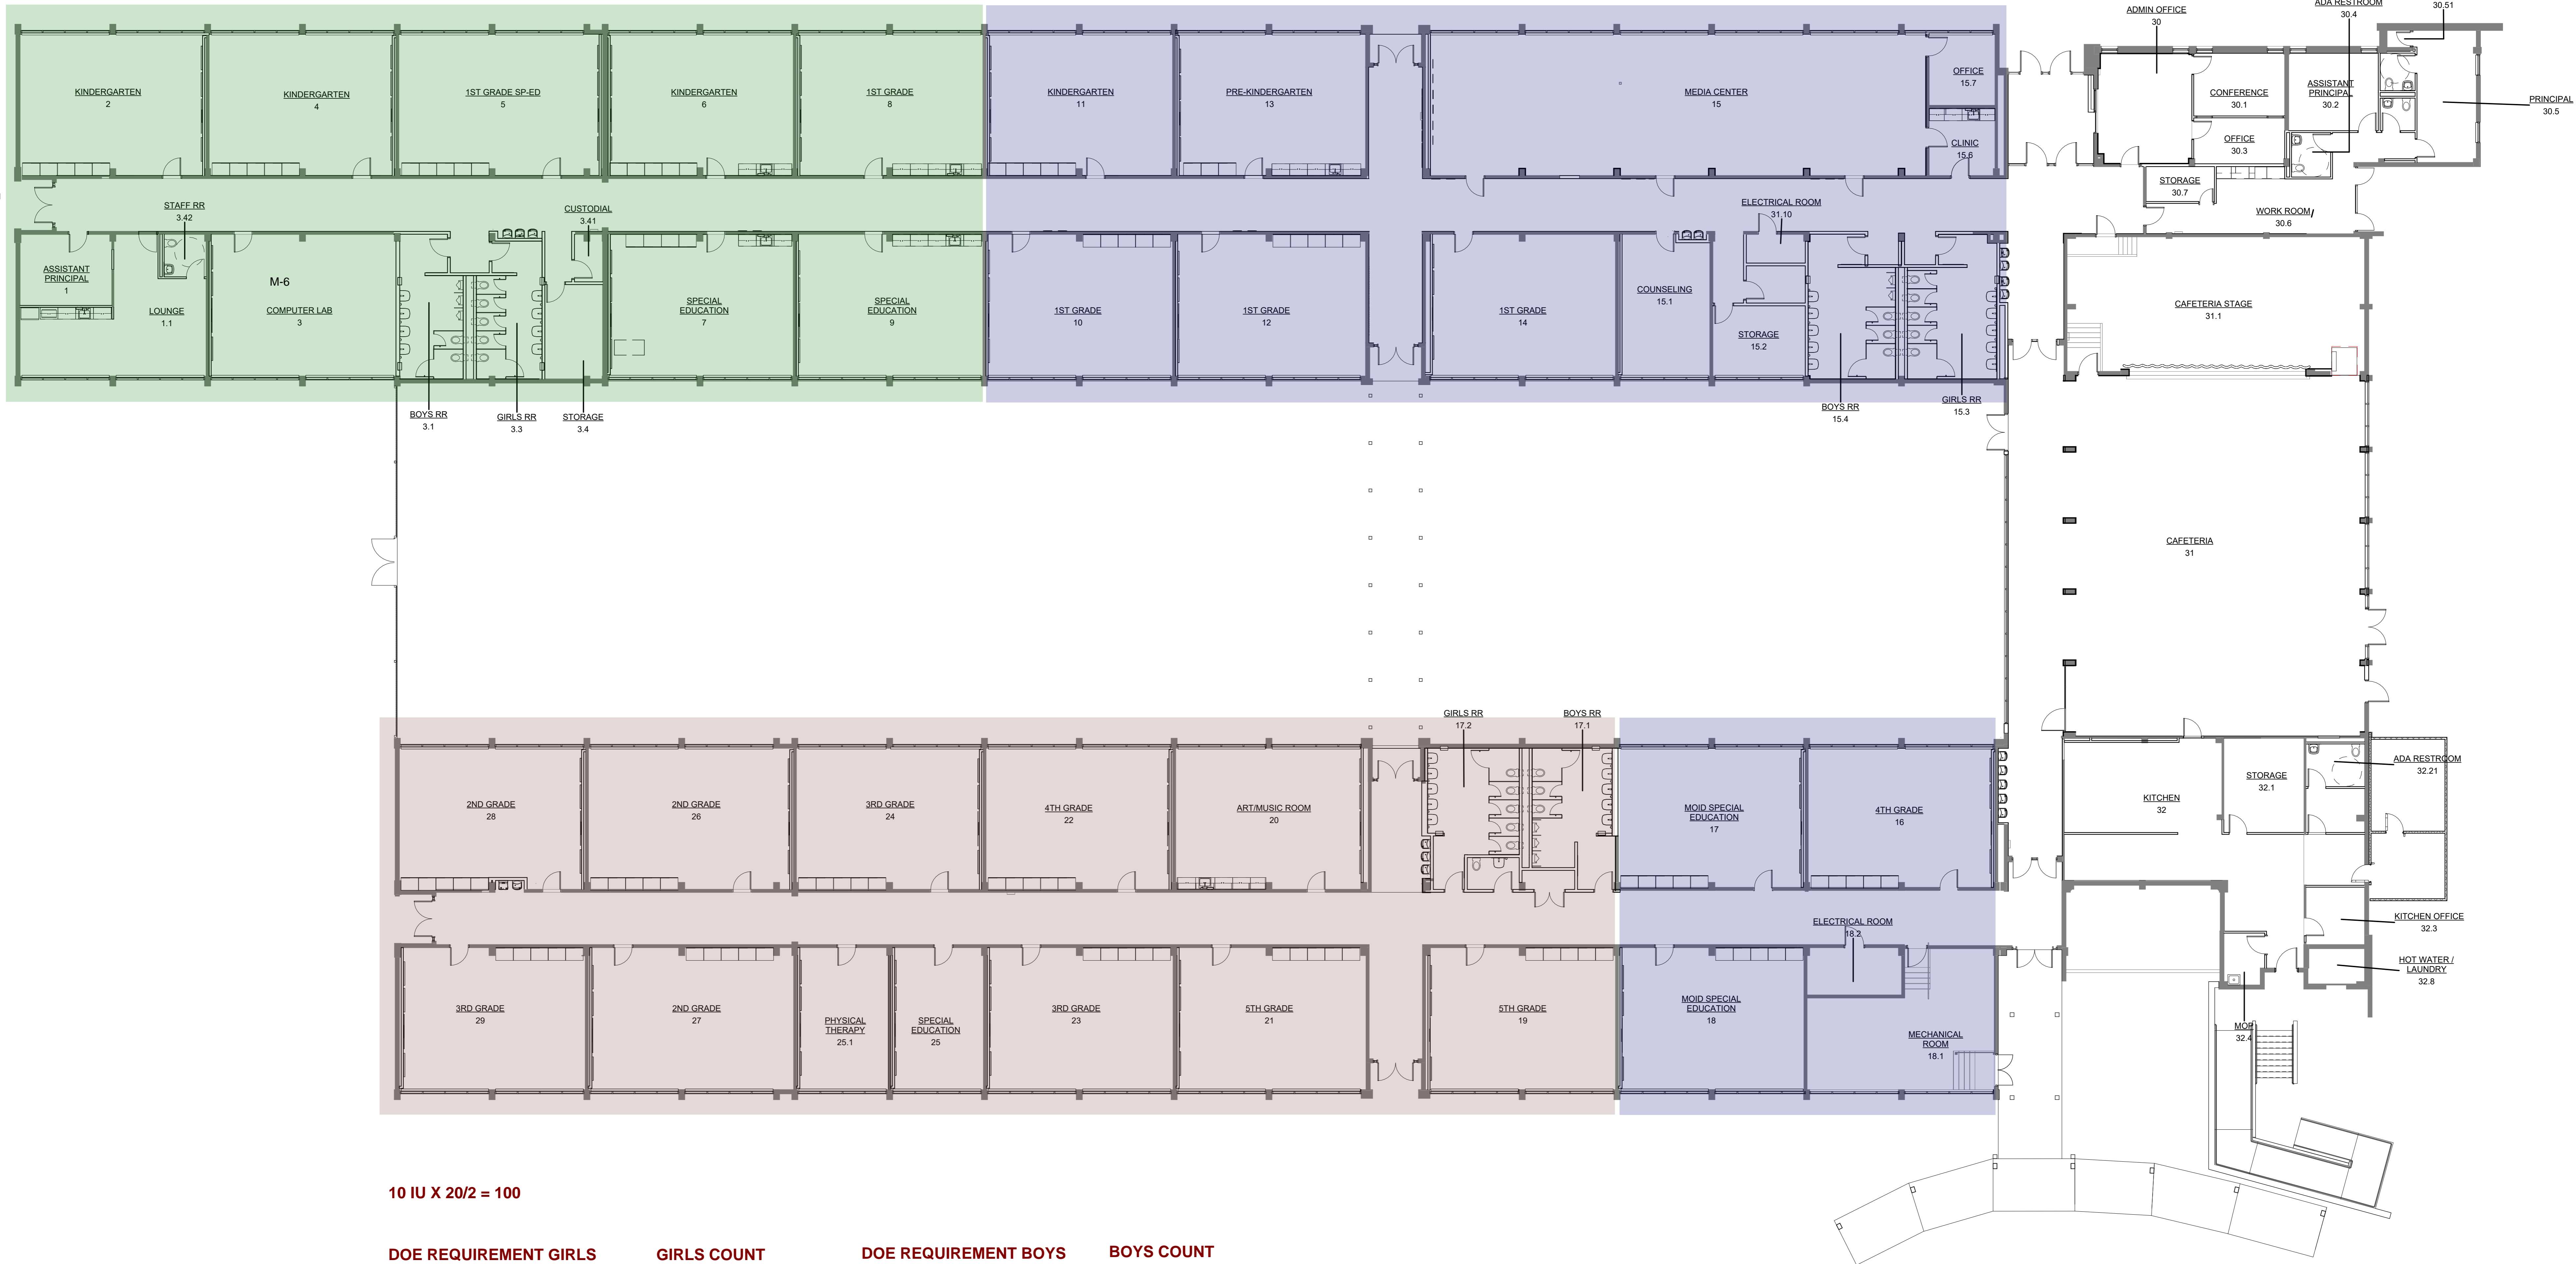 ADMIN OFFICE
30
ADA RESTROOM
30.4
30.51
KINDERGARTEN
2
KINDERGARTEN
4
1ST GRADE SP-ED
5
KINDERGARTEN
6
1ST GRADE
8
KINDERGARTEN
11
PRE-KINDERGARTEN
13
MEDIA CENTER
15
OFFICE
15.7
CLINIC
15.6
CONFERENCE
30.1
ASSISTANT
PRINCIPAL
30.2
OFFICE
30.3
PRINCIPAL
30.5
STORAGE
30.7
WORK ROOM
30.6
STAFF RR
3.42
CUSTODIAL
3.41
ELECTRICAL ROOM
31.10
ASSISTANT
PRINCIPAL
1
LOUNGE
1.1
M-6
COMPUTER LAB
3
SPECIAL
EDUCATION
7
SPECIAL
EDUCATION
9
1ST GRADE
10
1ST GRADE
12
1ST GRADE
14
COUNSELING
15.1
STORAGE
15.2
CAFETERIA STAGE
31.1
BOYS RR
3.1
GIRLS RR
3.3
STORAGE
3.4
BOYS RR
15.4
GIRLS RR
15.3
CAFETERIA
31
GIRLS RR
17.2
BOYS RR
17.1
2ND GRADE
28
2ND GRADE
26
3RD GRADE
24
4TH GRADE
22
ART/MUSIC ROOM
20
MOID SPECIAL
EDUCATION
17
4TH GRADE
16
KITCHEN
32
STORAGE
32.1
ADA RESTROOM
32.21
ELECTRICAL ROOM
18.2
KITCHEN OFFICE
32.3
HOT WATER /
LAUNDRY
32.8
3RD GRADE
29
2ND GRADE
27
PHYSICAL
THERAPY
25.1
SPECIAL
EDUCATION
25
3RD GRADE
23
5TH GRADE
21
5TH GRADE
19
MOID SPECIAL
EDUCATION
18
MECHANICAL
ROOM
18.1
MOP
32.4
10 IU X 20/2 = 100
DOE REQUIREMENT GIRLS GIRLS COUNT DOE REQUIREMENT BOYS BOYS COUNT